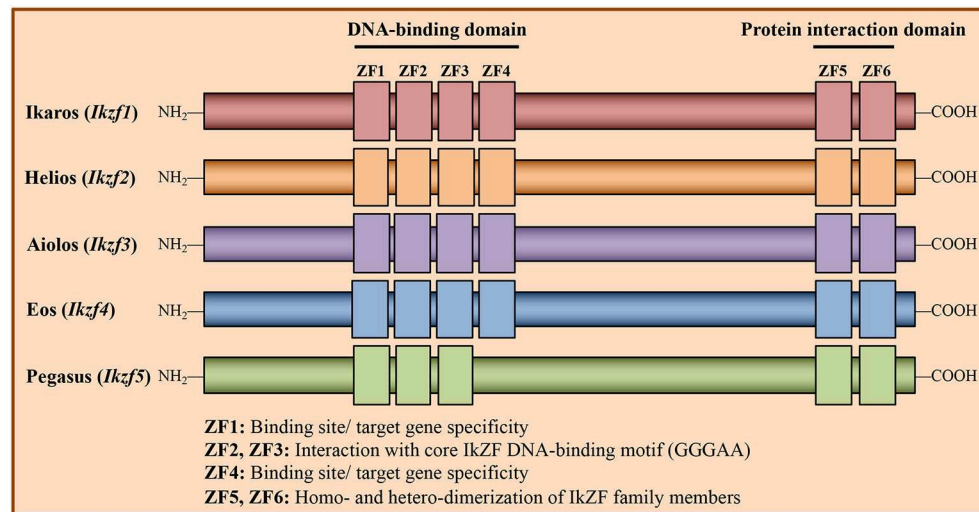 DNA-binding domain Protein interaction domain
ZF1 ZF2 ZF3 ZF4 ZF5 ZF6
Ikaros (Ikzf1) NH2 COOH
Helios (Ikzf2) NH2 COOH
Aiolos (Ikzf3) NH2 COOH
Eos (Ikzf4) NH2 COOH
Pegasus (Ikzf5) NH2 COOH
ZF1: Binding site/ target gene specificity
ZF2, ZF3: Interaction with core IkZF DNA-binding motif (GGGAA)
ZF4: Binding site/ target gene specificity
ZF5, ZF6: Homo- and hetero-dimerization of IkZF family members